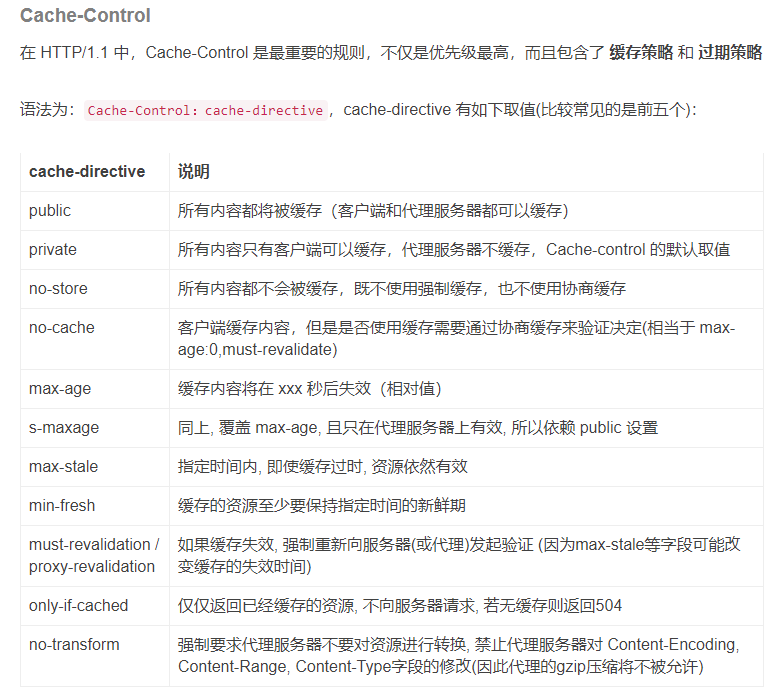 Cache-Control
在 HTTP/1.1 中，Cache-Control 是最重要的规则，不仅是优先级最高，而且包含了 缓存策略 和 过期策略
语法为：Cache-Control：cache-directive，cache-directive 有如下取值(比较常见的是前五个)：
cache-directive 说明
public 所有内容都将被缓存（客户端和代理服务器都可以缓存）
private 所有内容只有客户端可以缓存，代理服务器不缓存，Cache-control 的默认取值
no-store 所有内容都不会被缓存，既不使用强制缓存，也不使用协商缓存
no-cache 客户端缓存内容，但是是否使用缓存需要通过协商缓存来验证决定(相当于 max-
age:0,must-revalidate)
max-age 缓存内容将在 xxx 秒后失效（相对值）
s-maxage 同上, 覆盖 max-age, 且只在代理服务器上有效, 所以依赖 public 设置
max-stale 指定时间内, 即使缓存过时, 资源依然有效
min-fresh 缓存的资源至少要保持指定时间的新鲜期
must-revalidation / 如果缓存失效, 强制重新向服务器(或代理)发起验证 (因为max-stale等字段可能改
proxy-revalidation 变缓存的失效时间)
only-if-cached 仅仅返回已经缓存的资源, 不向服务器请求, 若无缓存则返回504
no-transform 强制要求代理服务器不要对资源进行转换, 禁止代理服务器对 Content-Encoding,
Content-Range, Content-Type字段的修改(因此代理的gzip压缩将不被允许)